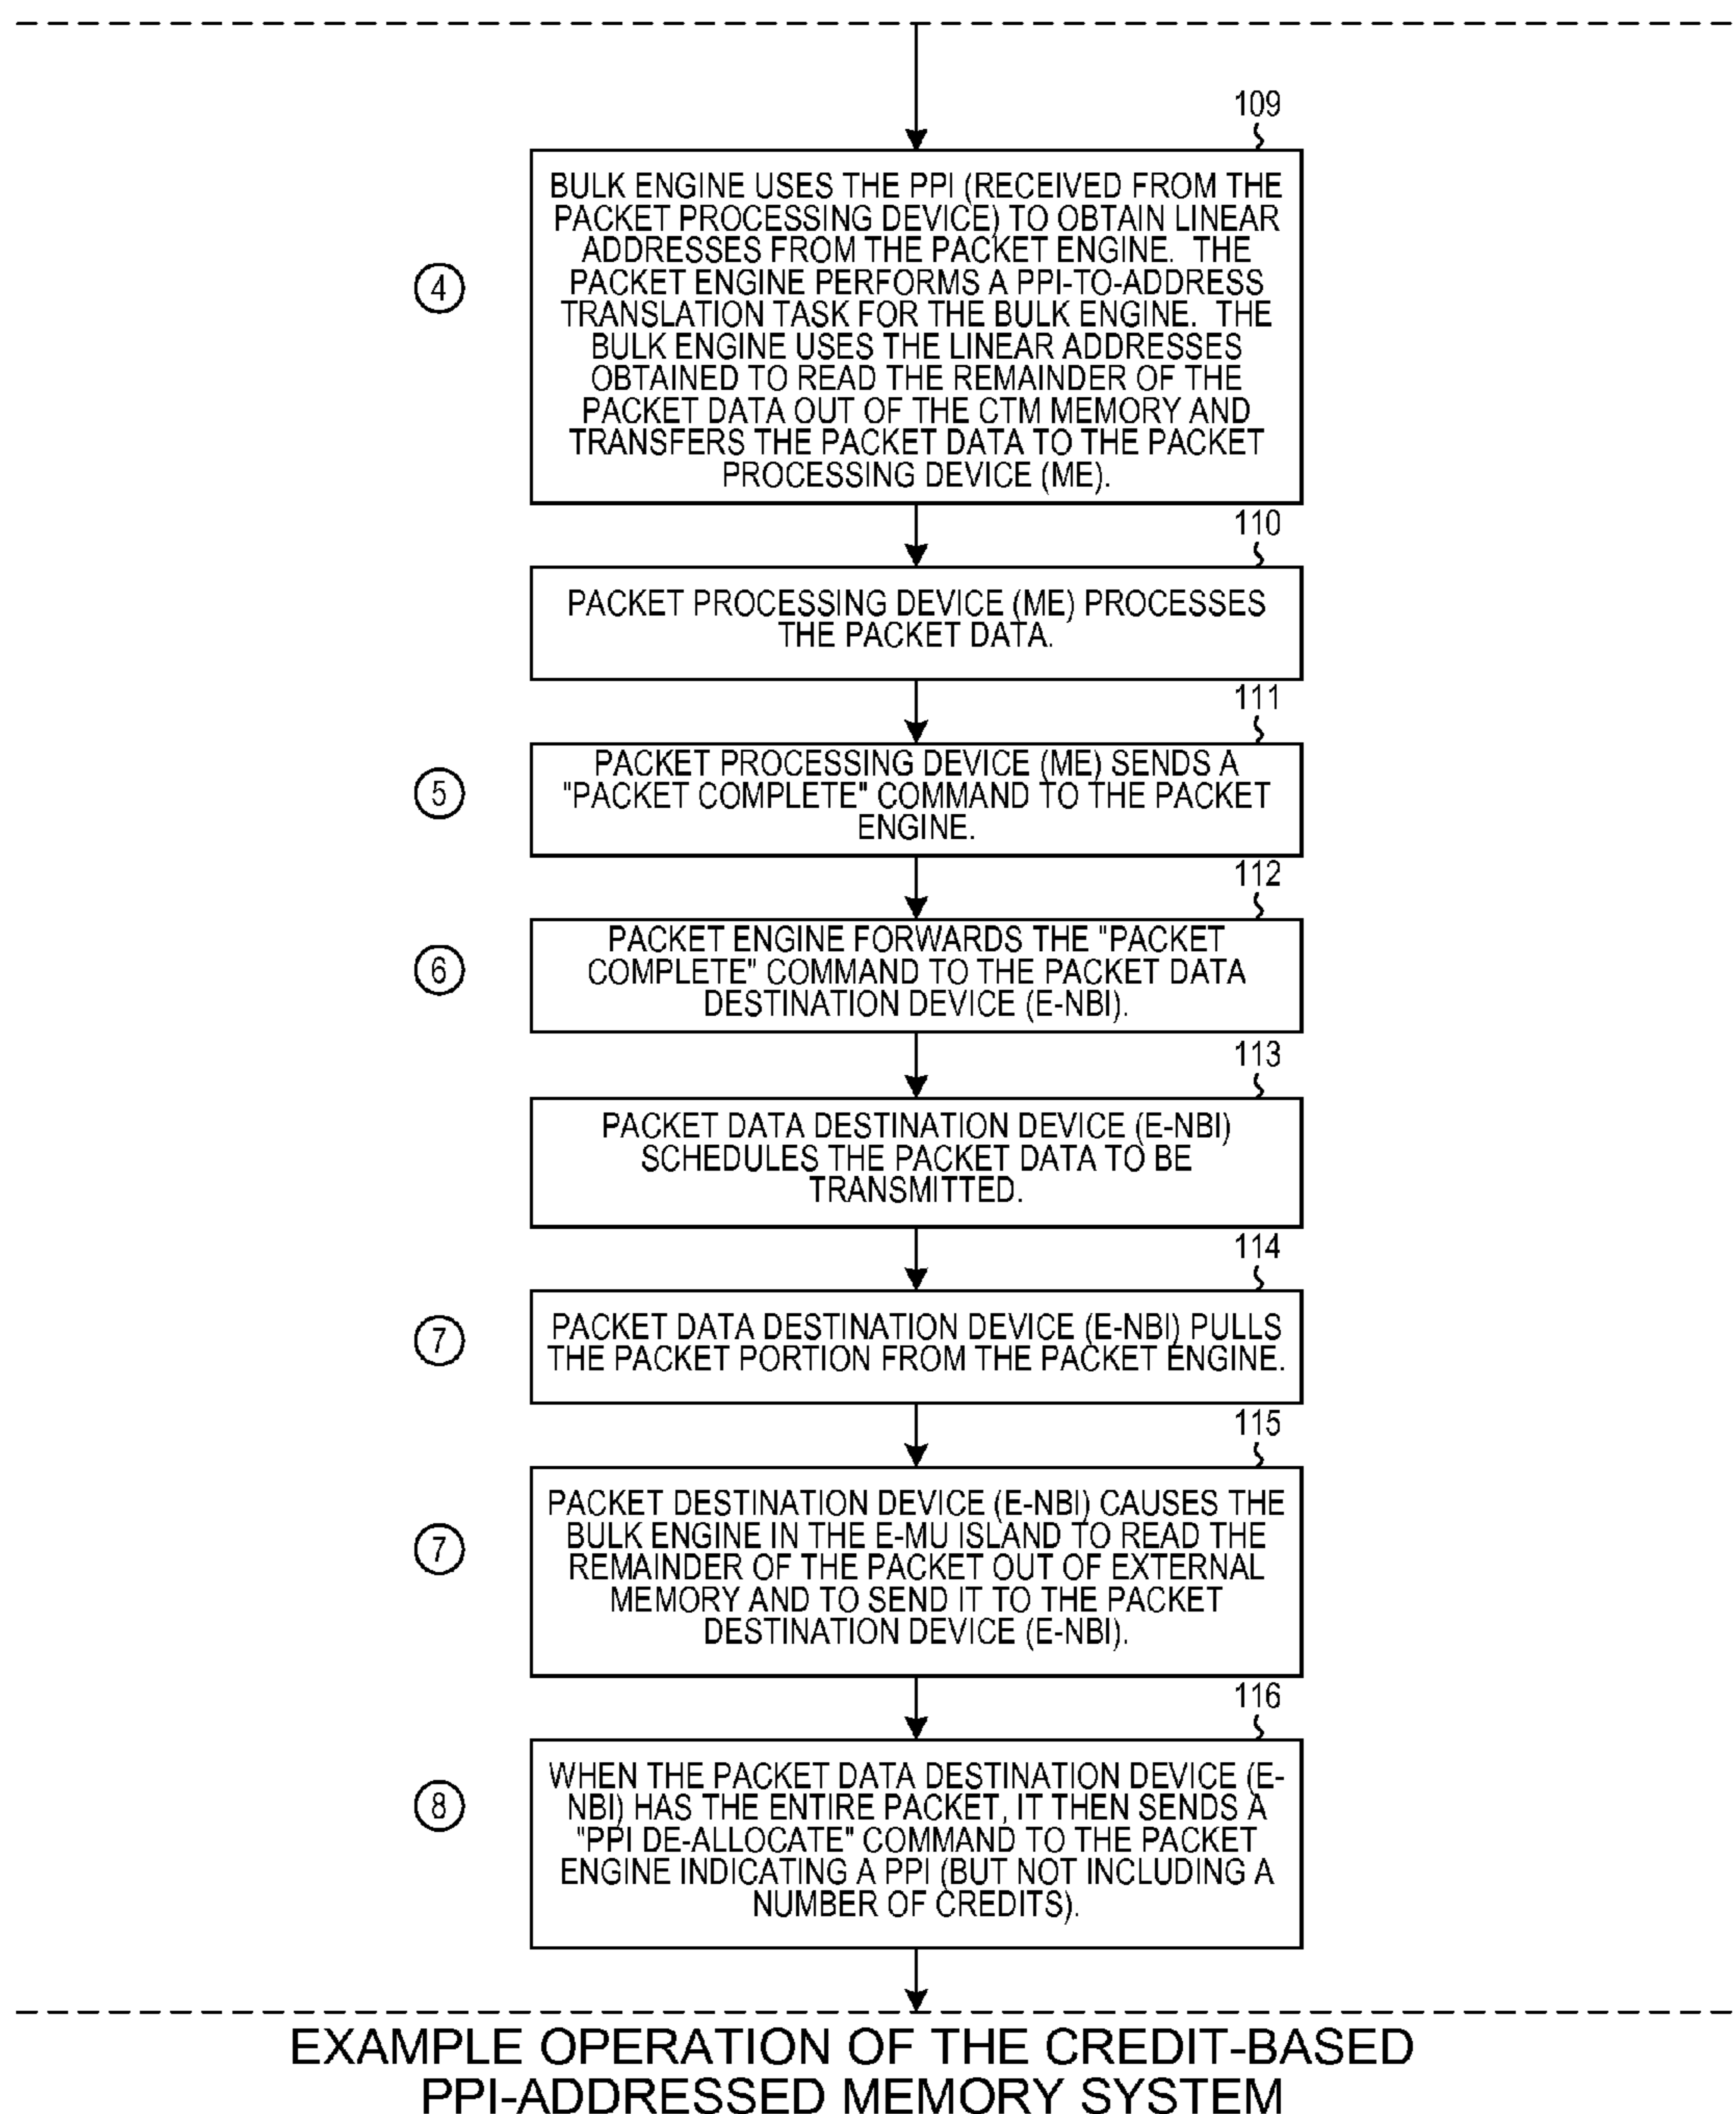 109
BULK ENGINE USES THE PPI (RECEIVED FROM THE
PACKET PROCESSING DEVICE) TO OBTAIN LINEAR
ADDRESSES FROM THE PACKET ENGINE. THE
PACKET ENGINE PERFORMS A PPI-TO-ADDRESS
TRANSLATION TASK FOR THE BULK ENGINE. THE
BULK ENGINE USES THE LINEAR ADDRESSES
OBTAINED TO READ THE REMAINDER OF THE
PACKET DATA OUT OF THE CTM MEMORY AND
TRANSFERS THE PACKET DATA TO THE PACKET
PROCESSING DEVICE (ME).
4
110
PACKET PROCESSING DEVICE (ME) PROCESSES
THE PACKET DATA.
111
PACKET PROCESSING DEVICE (ME) SENDS A
"PACKET COMPLETE" COMMAND TO THE PACKET
ENGINE.
5
112
PACKET ENGINE FORWARDS THE "PACKET
COMPLETE" COMMAND TO THE PACKET DATA
DESTINATION DEVICE (E-NBI).
6
113
PACKET DATA DESTINATION DEVICE (E-NBI)
SCHEDULES THE PACKET DATA TO BE
TRANSMITTED.
114
PACKET DATA DESTINATION DEVICE (E-NBI) PULLS
THE PACKET PORTION FROM THE PACKET ENGINE.
7
115
PACKET DESTINATION DEVICE (E-NBI) CAUSES THE
BULK ENGINE IN THE E-MU ISLAND TO READ THE
REMAINDER OF THE PACKET OUT OF EXTERNAL
MEMORY AND TO SEND IT TO THE PACKET
DESTINATION DEVICE (E-NBI).
7
116
WHEN THE PACKET DATA DESTINATION DEVICE (E-
NBI) HAS THE ENTIRE PACKET, IT THEN SENDS A
"PPI DE-ALLOCATE" COMMAND TO THE PACKET
ENGINE INDICATING A PPI (BUT NOT INCLUDING A
NUMBER OF CREDITS).
8
EXAMPLE OPERATION OF THE CREDIT-BASED
PPI-ADDRESSED MEMORY SYSTEM